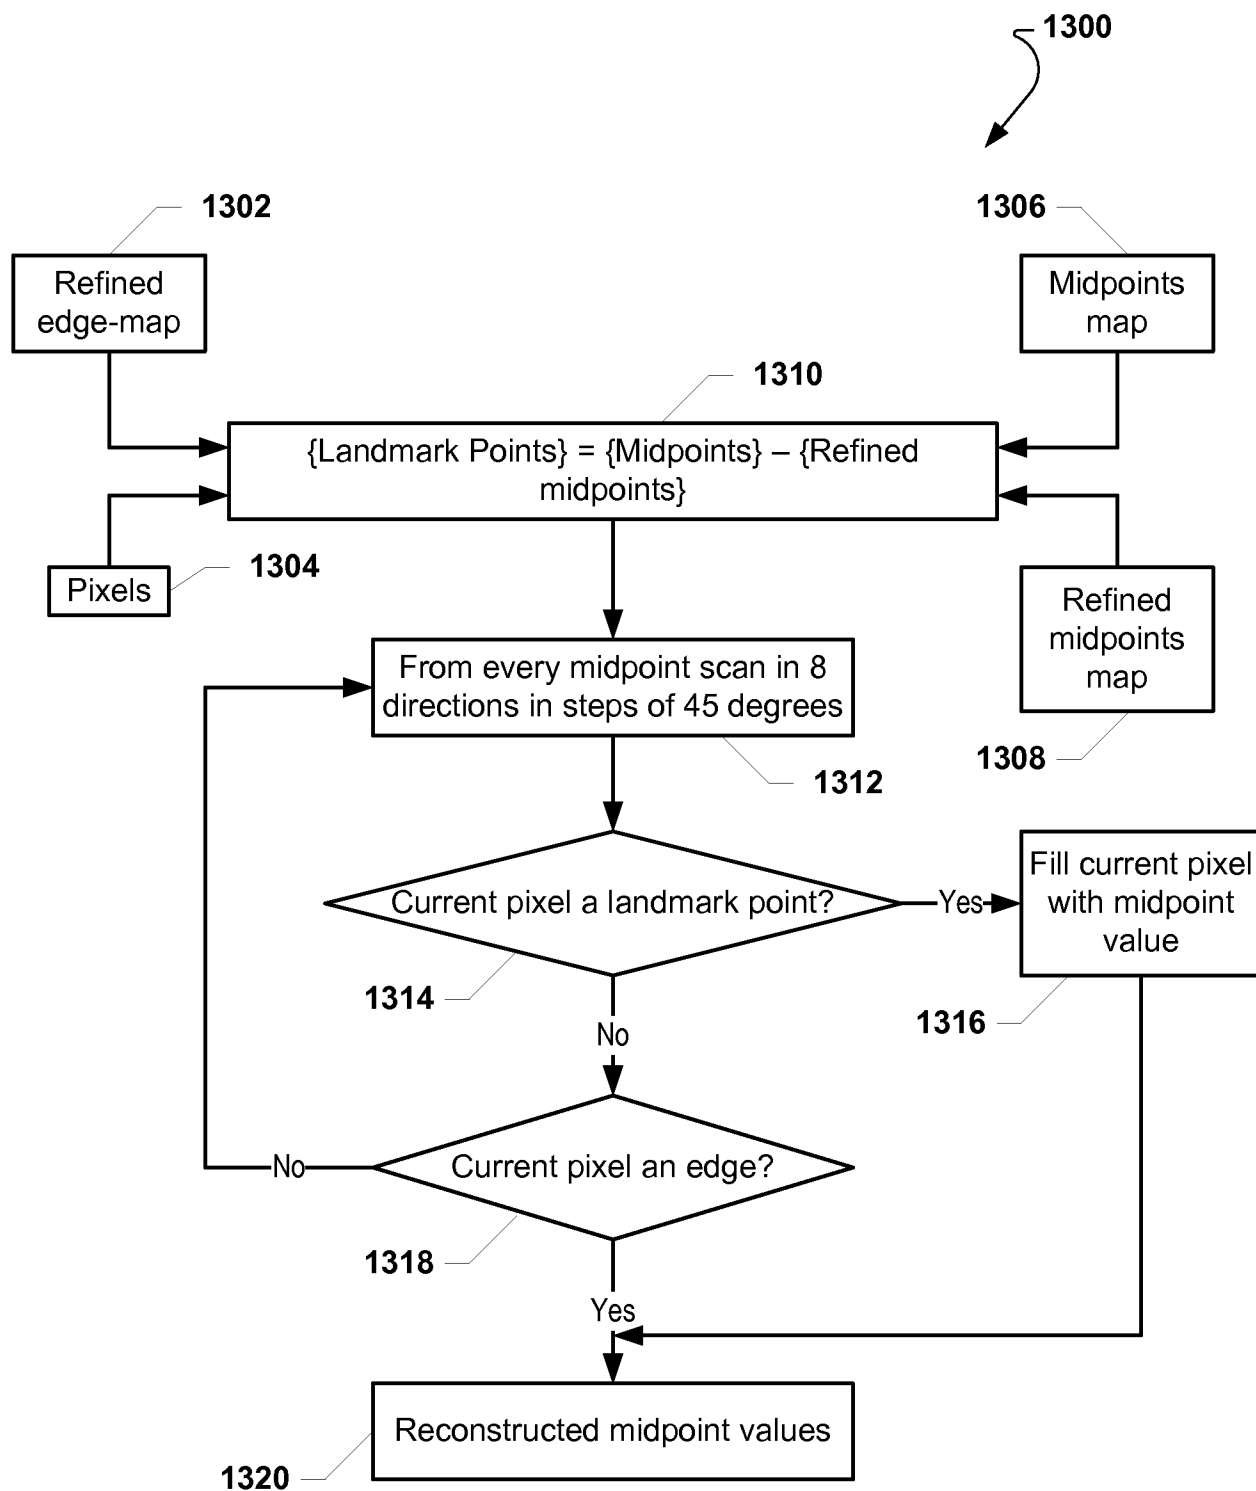 1300
1302
1306
Refined
edge-map
Midpoints
map
1310
{Landmark Points} = {Midpoints} – {Refined
midpoints}
1304
Pixels
Refined
midpoints
map
From every midpoint scan in 8
directions in steps of 45 degrees
1308
1312
Current pixel a landmark point?
Yes
Fill current pixel
with midpoint
value
1314
1316
No
Current pixel an edge?
No
1318
Yes
Reconstructed midpoint values
1320